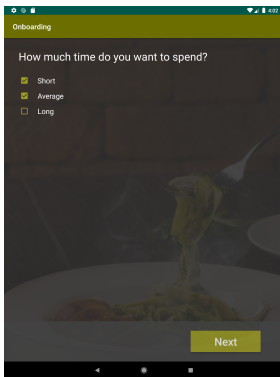 4:02
Onboarding
How much time do you want to spend?
Short
Average
Long
Next